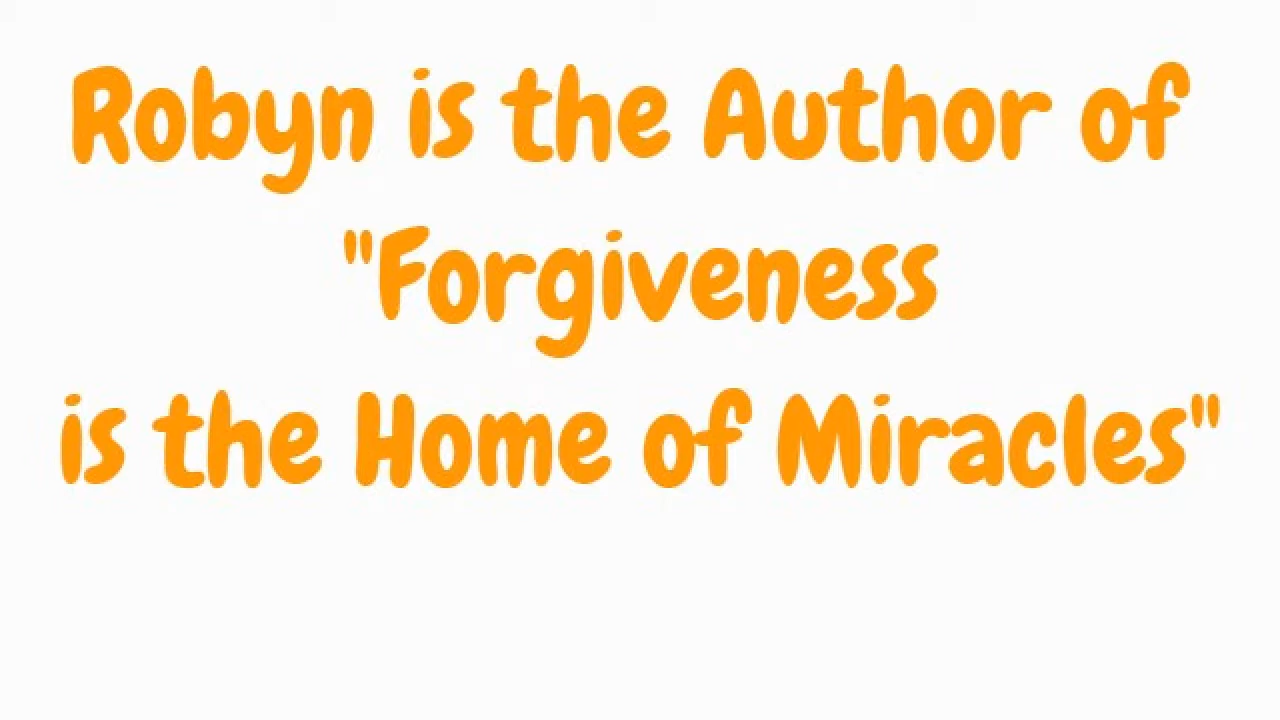 Robyn is the Author of
"Forgiveness
is the Home of Miracles"